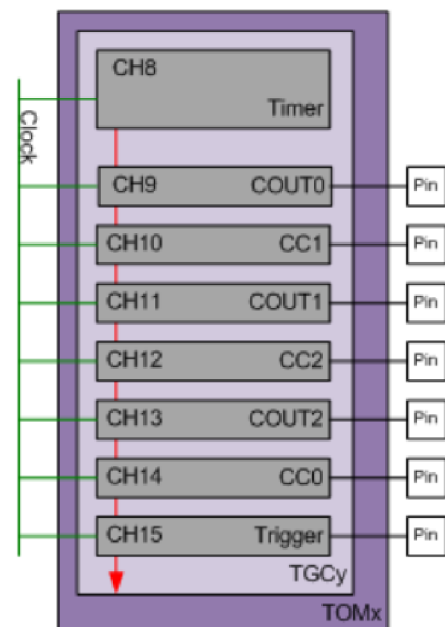 CH8
Timer
Clock
CH9 COUT0 Pin
CH10 CC1 Pin
CH11 COUT1 Pin
CH12 CC2 Pin
CH13 COUT2 Pin
CH14 CC0 Pin
CH15 Trigger Pin
TGCy
TOMx